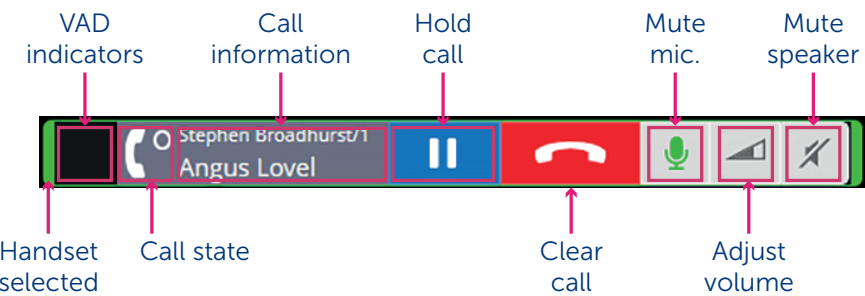 VAD
indicators
Call
information
Hold
call
Mute
mic.
Mute
speaker
Stephen Broadhurst/1
Angus Lovel
Handset
selected
Call state
Clear
call
Adjust
volume